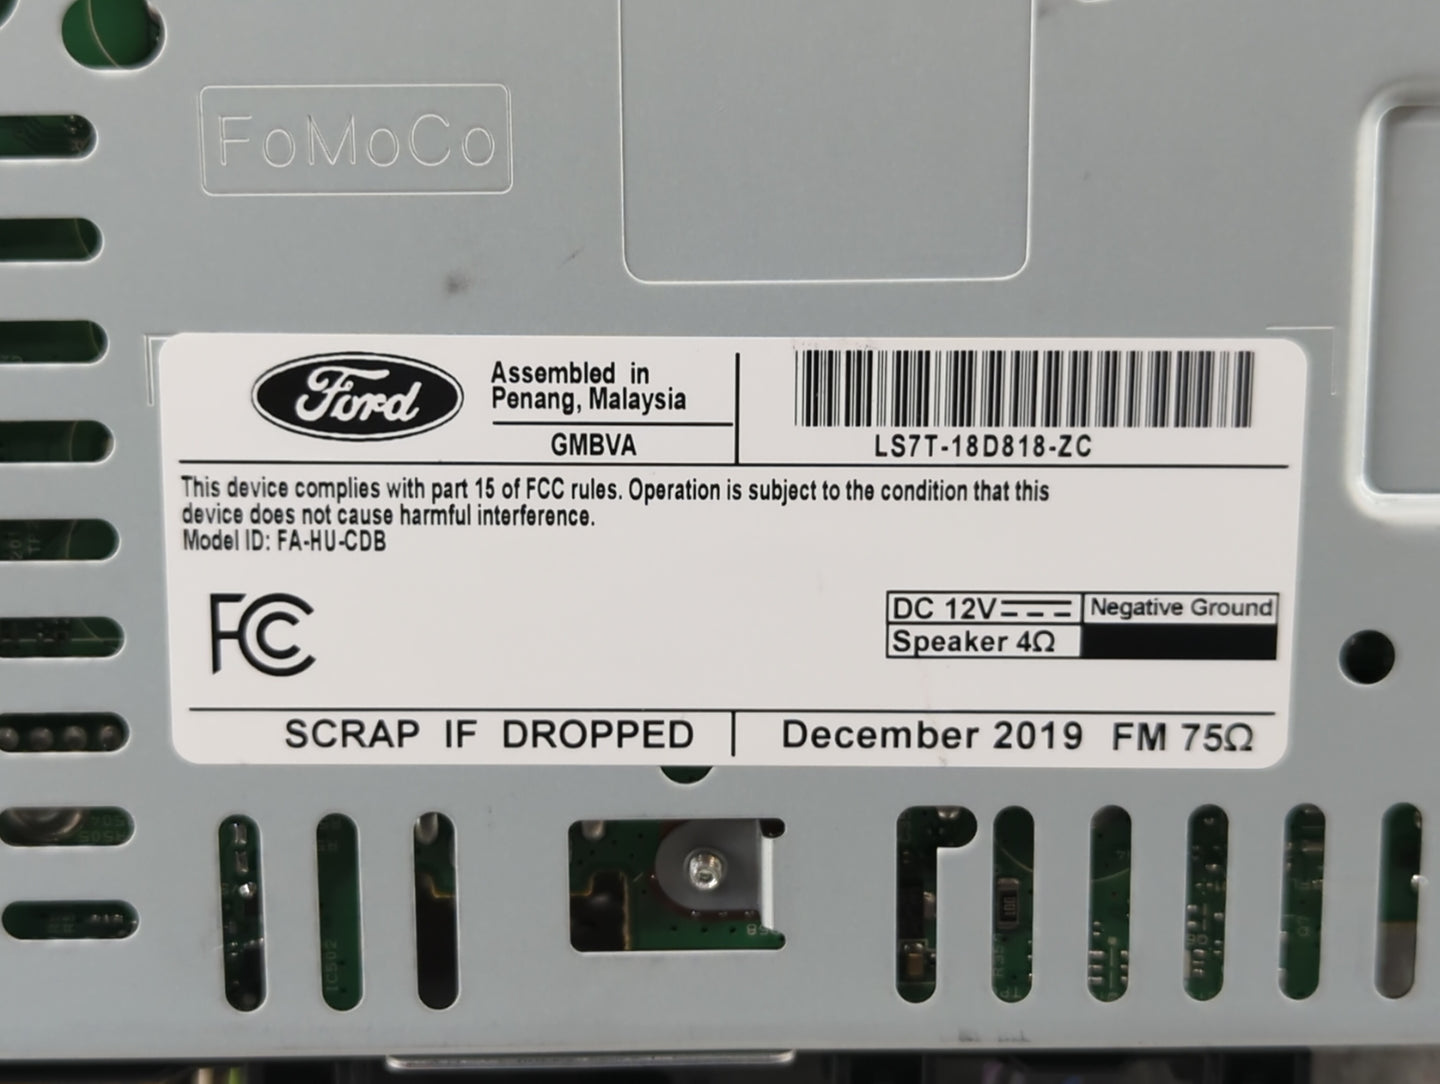 FoMoCo
Ford
Assembled in
Penang, Malaysia
GMBVA
LS7T-18D818-ZC
This device complies with part 15 of FCC rules. Operation is subject to the condition that this
device does not cause harmful interference.
Model ID: FA-HU-CDB
FC
DC 12V
Negative Ground
Speaker 4Ω
SCRAP IF DROPPED
December 2019 FM 75Ω
IC502